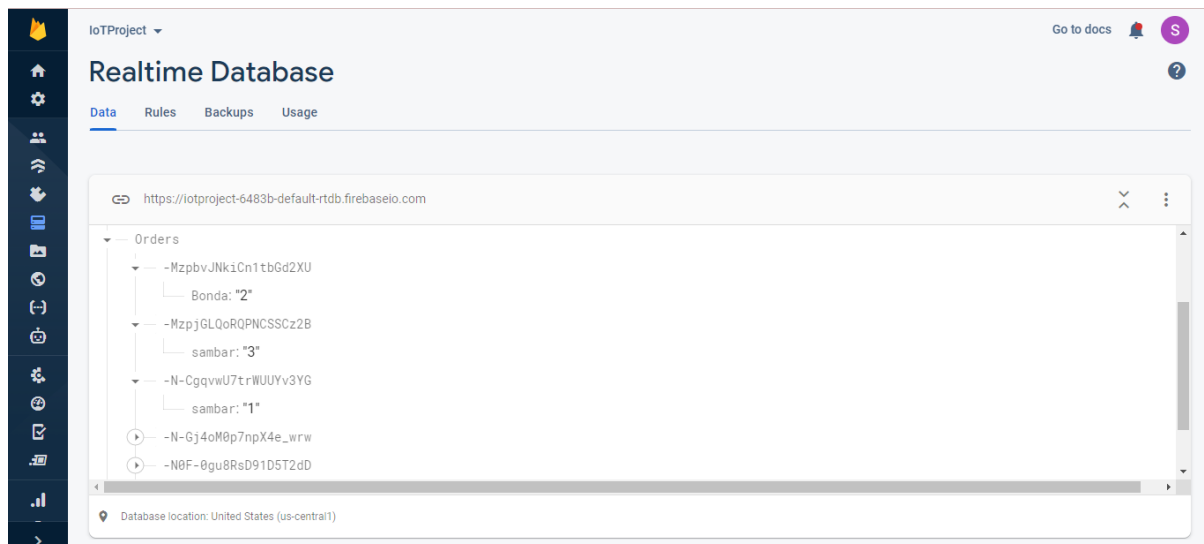 IoTProject
Go to docs
S
Realtime Database
?
Data Rules Backups Usage
https://iotproject-6483b-default-rtdb.firebaseio.com
Orders
-MzpbvJNkiCn1tbGd2XU
Bonda: "2"
-MzpjGLQoRQPNCSSCz2B
sambar: "3"
-N-CgqvwU7trWUUYv3YG
sambar: "1"
-N-Gj4oM0p7npX4e_wrw
-N0F-0gu8RsD91D5T2dD
Database location: United States (us-central1)